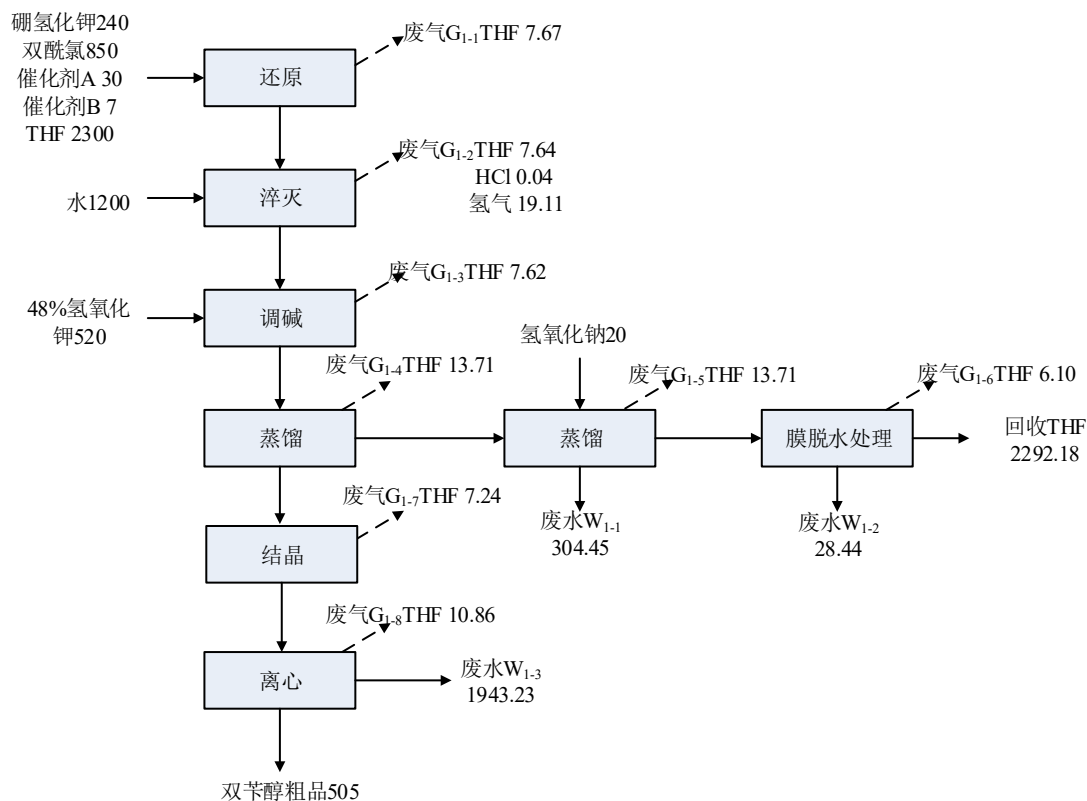 硼氢化钾240
双酰氯850
催化剂A 30
催化剂B 7
THF 2300
还原
废气G1-1THF 7.67
水1200
淬灭
废气G1-2THF 7.64
HCl 0.04
氢气 19.11
48%氢氧化
钾520
调碱
废气G1-3THF 7.62
蒸馏
废气G1-4THF 13.71
氢氧化钠20
蒸馏
废气G1-5THF 13.71
废水W1-1
304.45
膜脱水处理
废气G1-6THF 6.10
回收THF
2292.18
废水W1-2
28.44
结晶
废气G1-7THF 7.24
离心
废气G1-8THF 10.86
废水W1-3
1943.23
双苄醇粗品505